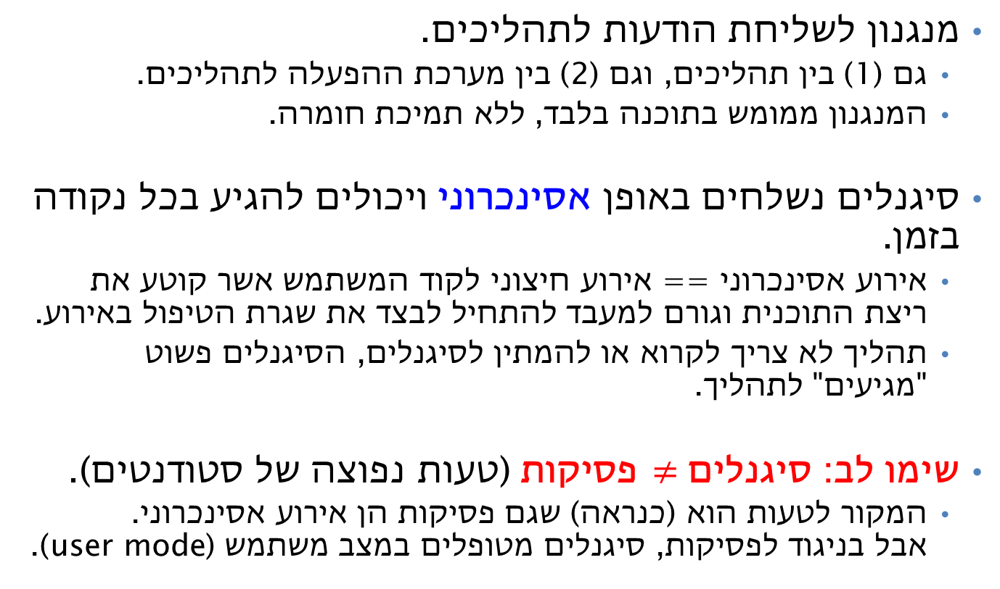 • מנגנון לשליחת הודעות לתהליכים.
• גם (1) בין תהליכים, וגם (2) בין מערכת ההפעלה לתהליכים.
• המנגנון ממומש בתוכנה בלבד, ללא תמיכת חומרה.
• סיגנלים נשלחים באופן אסינכרוני ויכולים להגיע בכל נקודה
בזמן.
• אירוע אסינכרוני == אירוע חיצוני לקוד המשתמש אשר קוטע את
ריצת התוכנית וגורם למעבד להתחיל לבצד את שגרת הטיפול באירוע.
• תהליך לא צריך לקרוא או להמתין לסיגנלים, הסיגנלים פשוט
"מגיעים" לתהליך.
• שימו לב: סיגנלים ≠ פסיקות (טעות נפוצה של סטודנטים).
• המקור לטעות הוא (כנראה) שגם פסיקות הן אירוע אסינכרוני.
אבל בניגוד לפסיקות, סיגנלים מטופלים במצב משתמש (user mode).